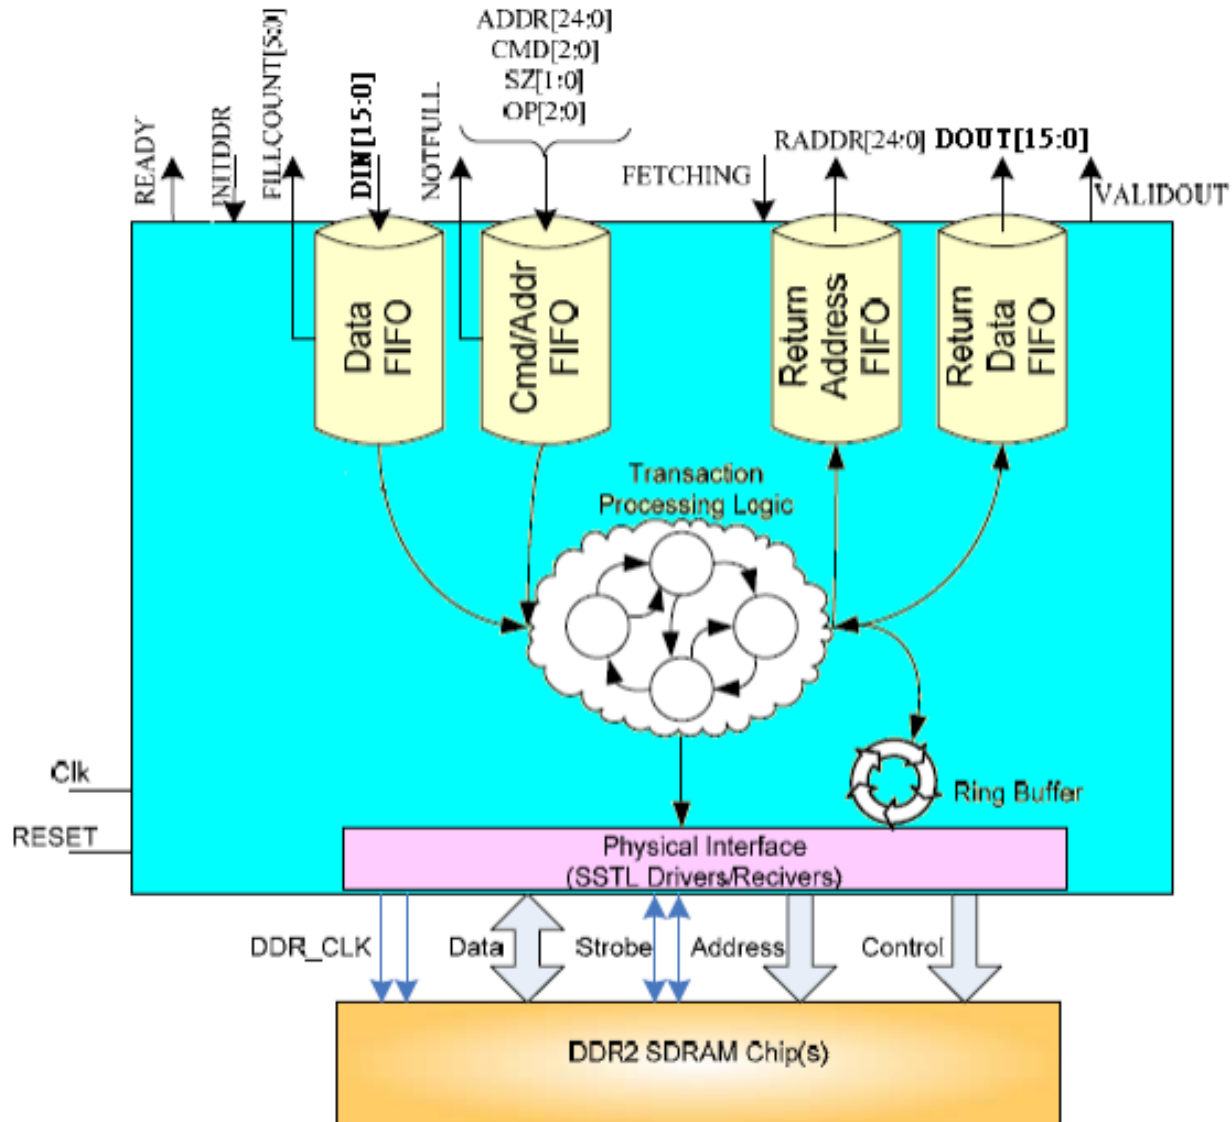 ADDR[24:0]
CMD[2:0]
SZ[1:0]
OP[2:0]
READY
INITDDR
FILLCOUNT[5:0]
DIN[15:0]
NOTFULL
FETCHING
RADDR[24:0]
DOUT[15:0]
VALIDOUT
Data
FIFO
Cmd/Addr
FIFO
Return
Address
FIFO
Return
Data
FIFO
Transaction
Processing Logic
Clk
RESET
Ring Buffer
Physical Interface
(SSTL Drivers/Recivers)
DDR_CLK
Data
Strobe
Address
Control
DDR2 SDRAM Chip(s)